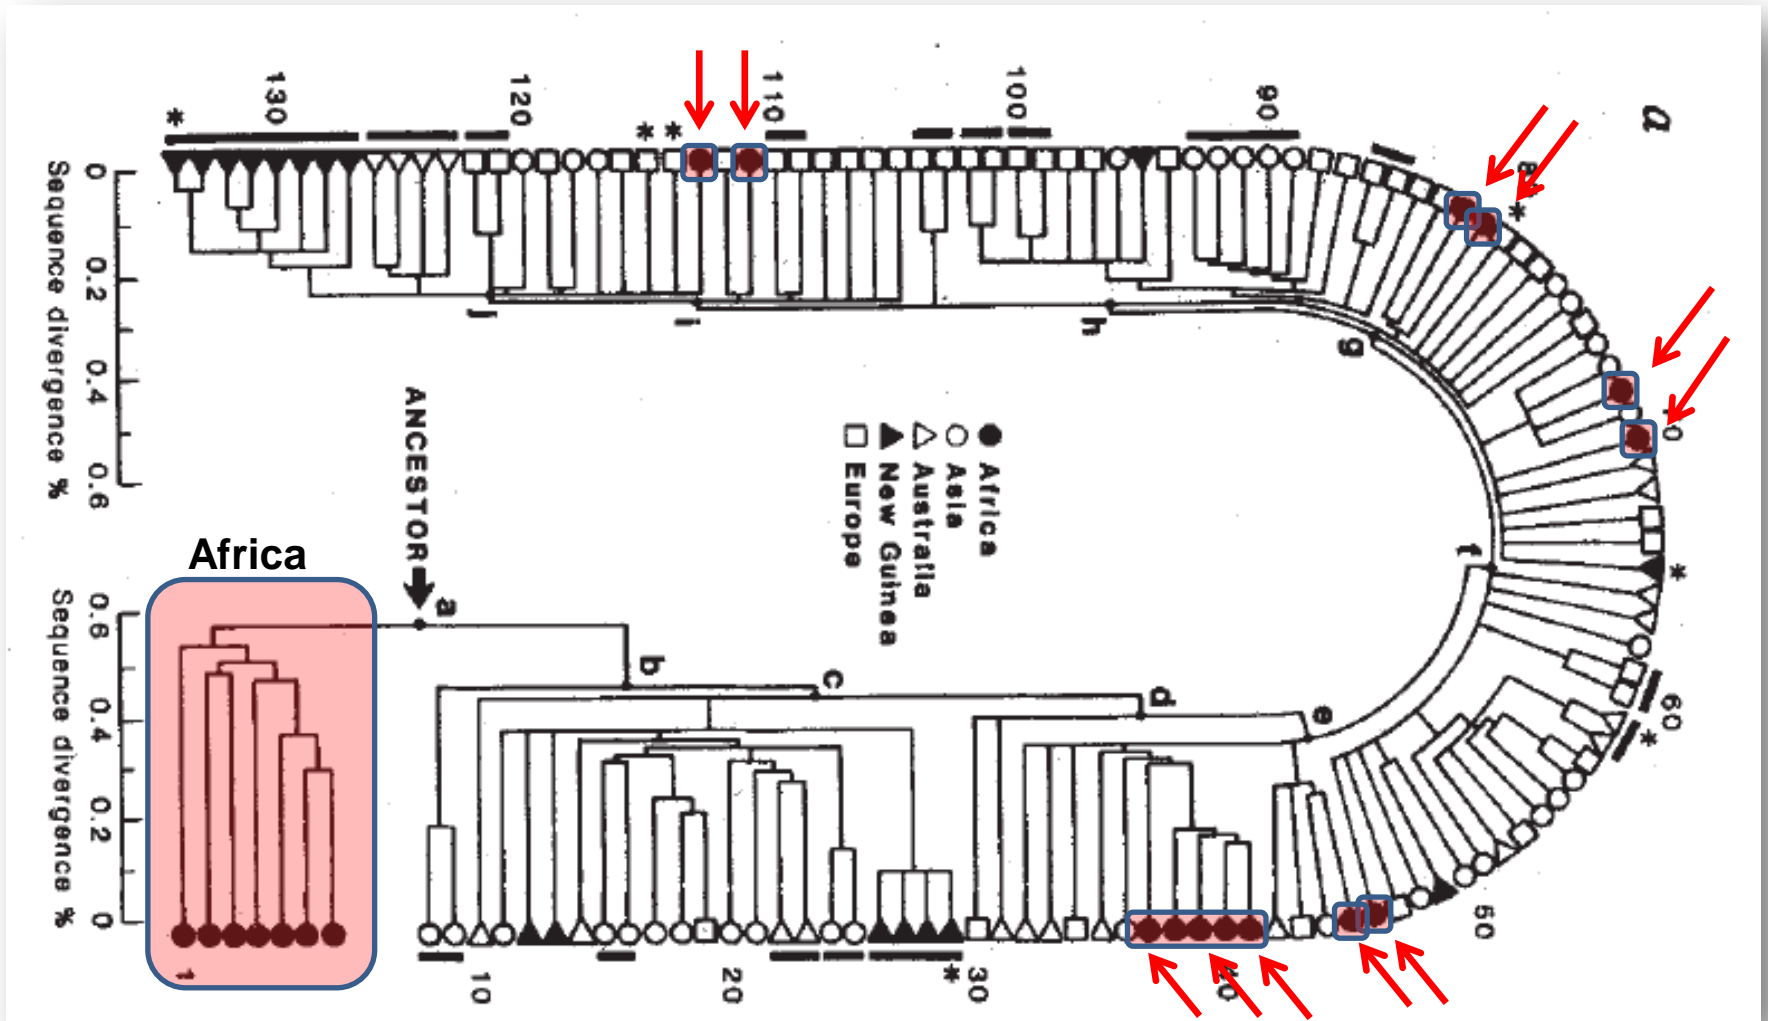 a
130
120
110
100
90
*
*
*
*
Sequence divergence %
0
0.2
0.4
0.6
j
i
h
g
f
ANCESTOR
Africa
Asia
Australia
New Guinea
Europe
Africa
a
b
c
d
e
Sequence divergence %
0.6
0.4
0.2
0
*
60
*
50
1
10
20
*
30